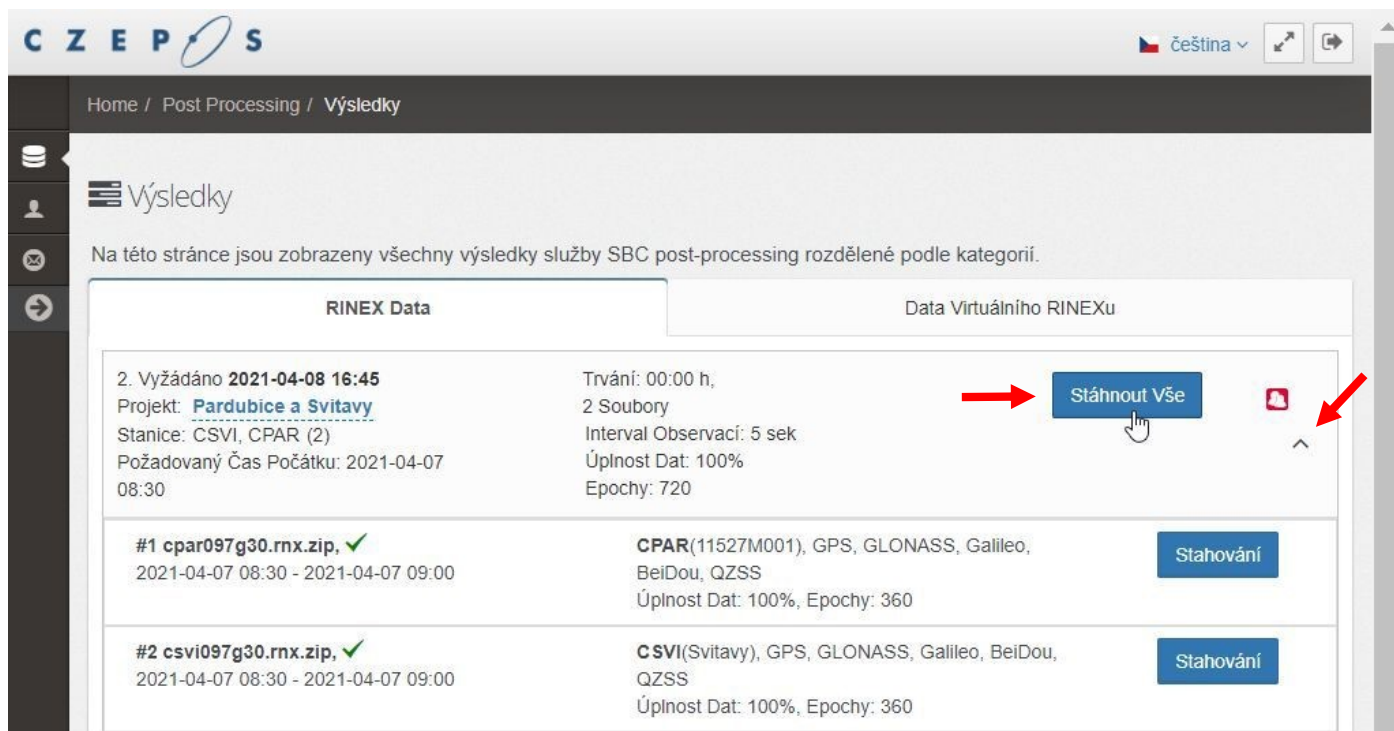 CZEPOS
čeština
Home / Post Processing / Výsledky
Výsledky
Na této stránce jsou zobrazeny všechny výsledky služby SBC post-processing rozdělené podle kategorií.
RINEX Data
Data Virtuálního RINEXu
2. Vyžádáno 2021-04-08 16:45
Projekt: Pardubice a Svitavy
Stanice: CSVI, CPAR (2)
Požadovaný Čas Počátku: 2021-04-07
08:30
Trvání: 00:00 h,
2 Soubory
Interval Observací: 5 sek
Úplnost Dat: 100%
Epochy: 720
Stáhnout Vše
#1 cpar097g30.rnx.zip,
2021-04-07 08:30 - 2021-04-07 09:00
CPAR(11527M001), GPS, GLONASS, Galileo,
BeiDou, QZSS
Úplnost Dat: 100%, Epochy: 360
Stahování
#2 csvi097g30.rnx.zip,
2021-04-07 08:30 - 2021-04-07 09:00
CSVI(Svitavy), GPS, GLONASS, Galileo, BeiDou,
QZSS
Úplnost Dat: 100%, Epochy: 360
Stahování